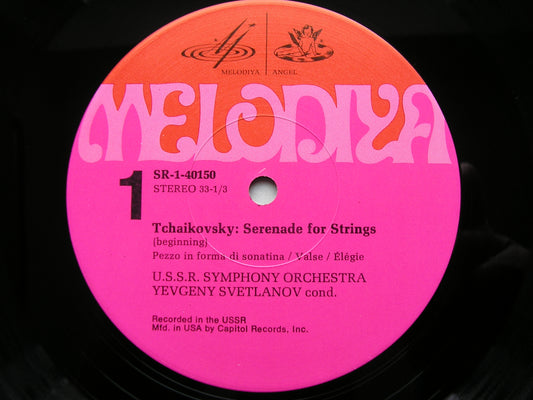 MELODIYA ANGEL
MELODIYA
1
SR-1-40150
STEREO 33-1/3
Tchaikovsky: Serenade for Strings
(beginning)
Pezzo in forma di sonatina / Valse / Élégie
U.S.S.R. SYMPHONY ORCHESTRA
YEVGENY SVETLANOV cond.
Recorded in the USSR
Mfd. in USA by Capitol Records, Inc.